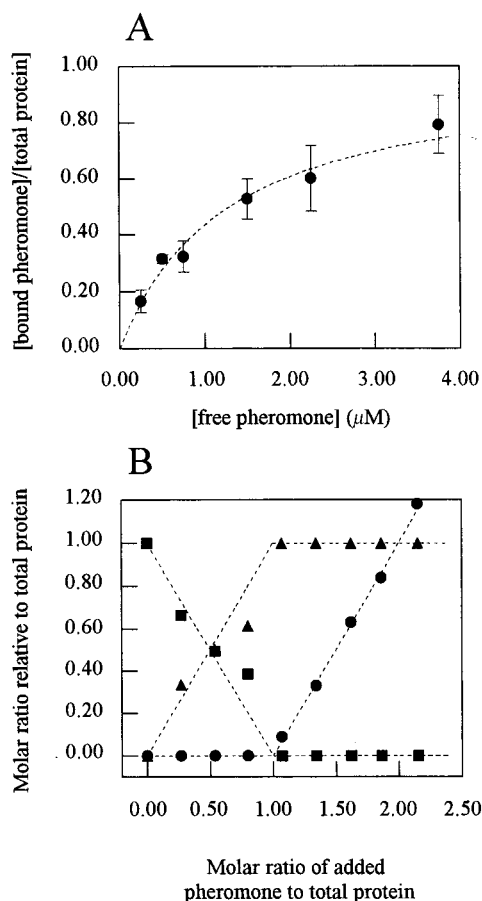 A
[bound pheromone]/[total protein]
1.00
0.80
0.60
0.40
0.20
0.00
0.00 1.00 2.00 3.00 4.00
[free pheromone] (μM)
B
Molar ratio relative to total protein
1.20
1.00
0.80
0.60
0.40
0.20
0.00
0.00 0.50 1.00 1.50 2.00 2.50
Molar ratio of added
pheromone to total protein